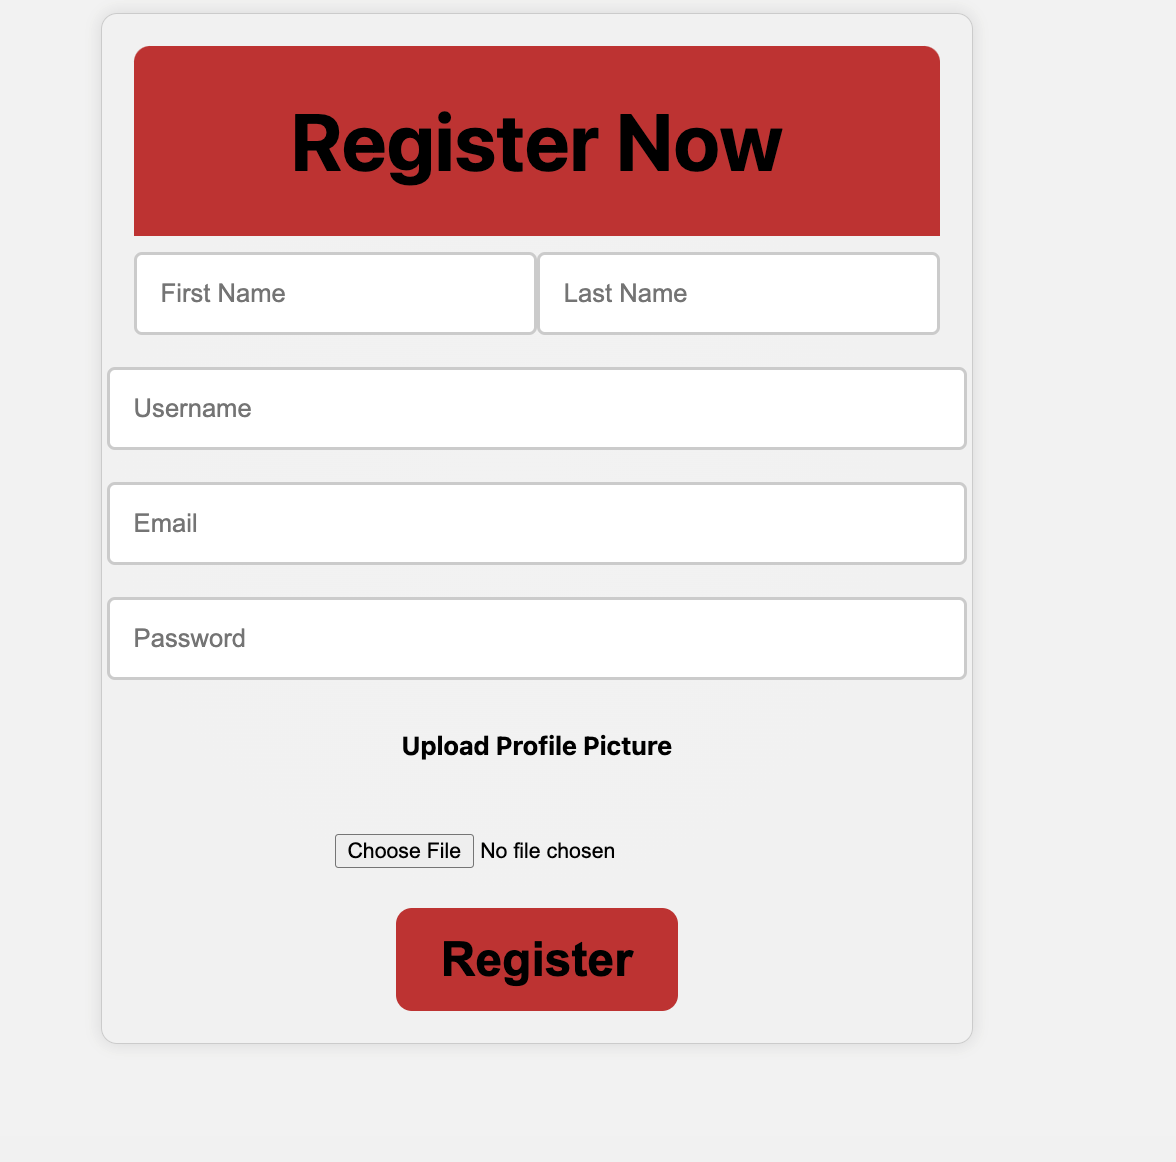 Register Now
First Name Last Name
Username
Email
Password
Upload Profile Picture
Choose File No file chosen
Register